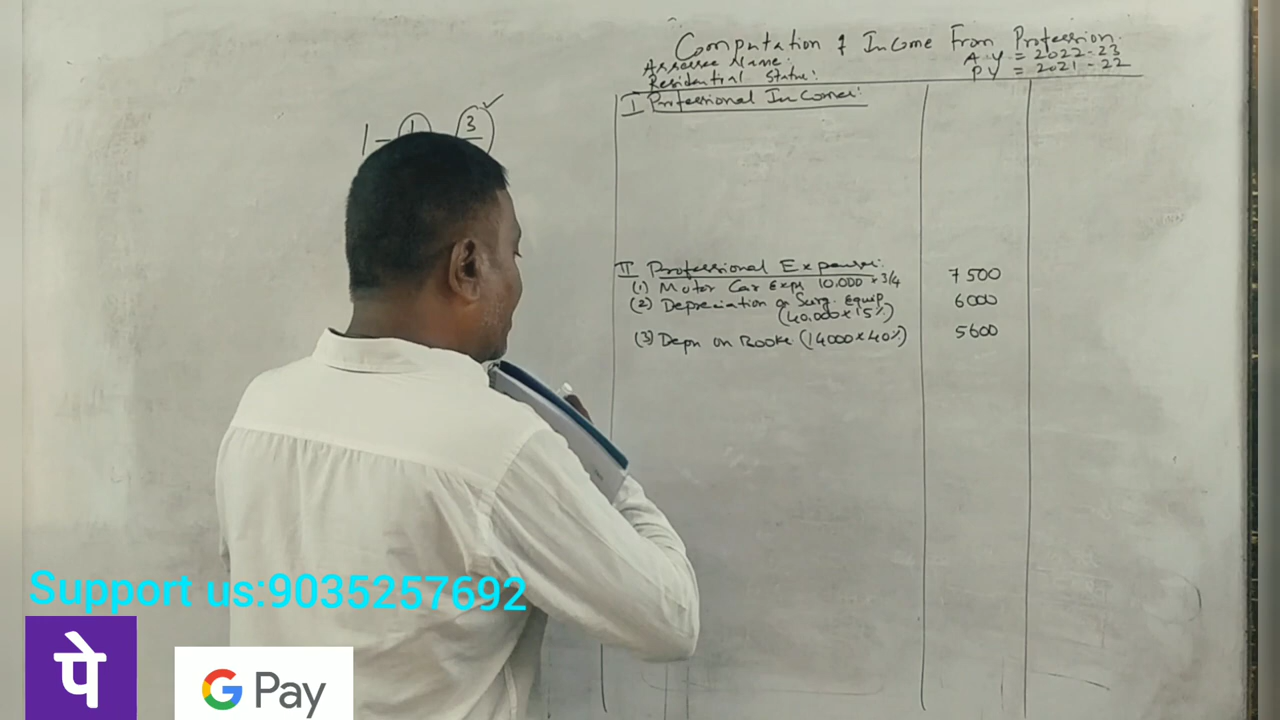 Computation of Income From Profession
Assessee Name:
A.Y = 2022-23
Residential Status:
P.Y = 2021-22
I Professional Incomes:
1 - 1 3
II Professional Expenses:
(1) Motor Car Exps 10,000 x 3/4 7500
(2) Depreciation on Surg. Equip 6000
(40,000 x 15%)
(3) Depn on Books (14000 x 40%) 5600
Support us:9035257692
पे
G Pay